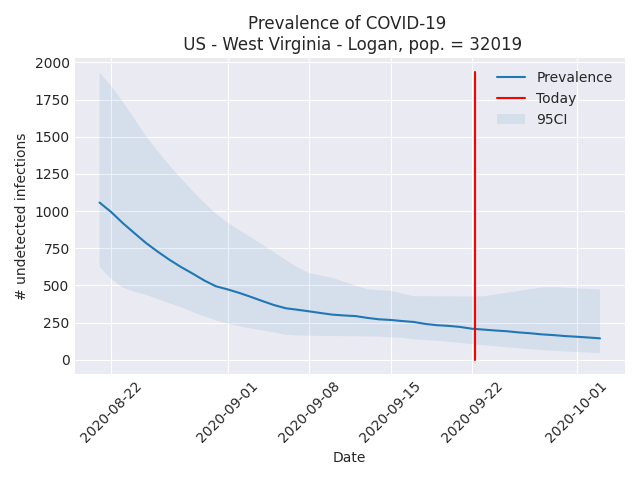 Prevalence of COVID-19
US - West Virginia - Logan, pop. = 32019
2000
1750
1500
1250
1000
750
500
250
0
# undetected infections
Prevalence
Today
95CI
2020-08-22
2020-09-01
2020-09-08
2020-09-15
2020-09-22
2020-10-01
Date